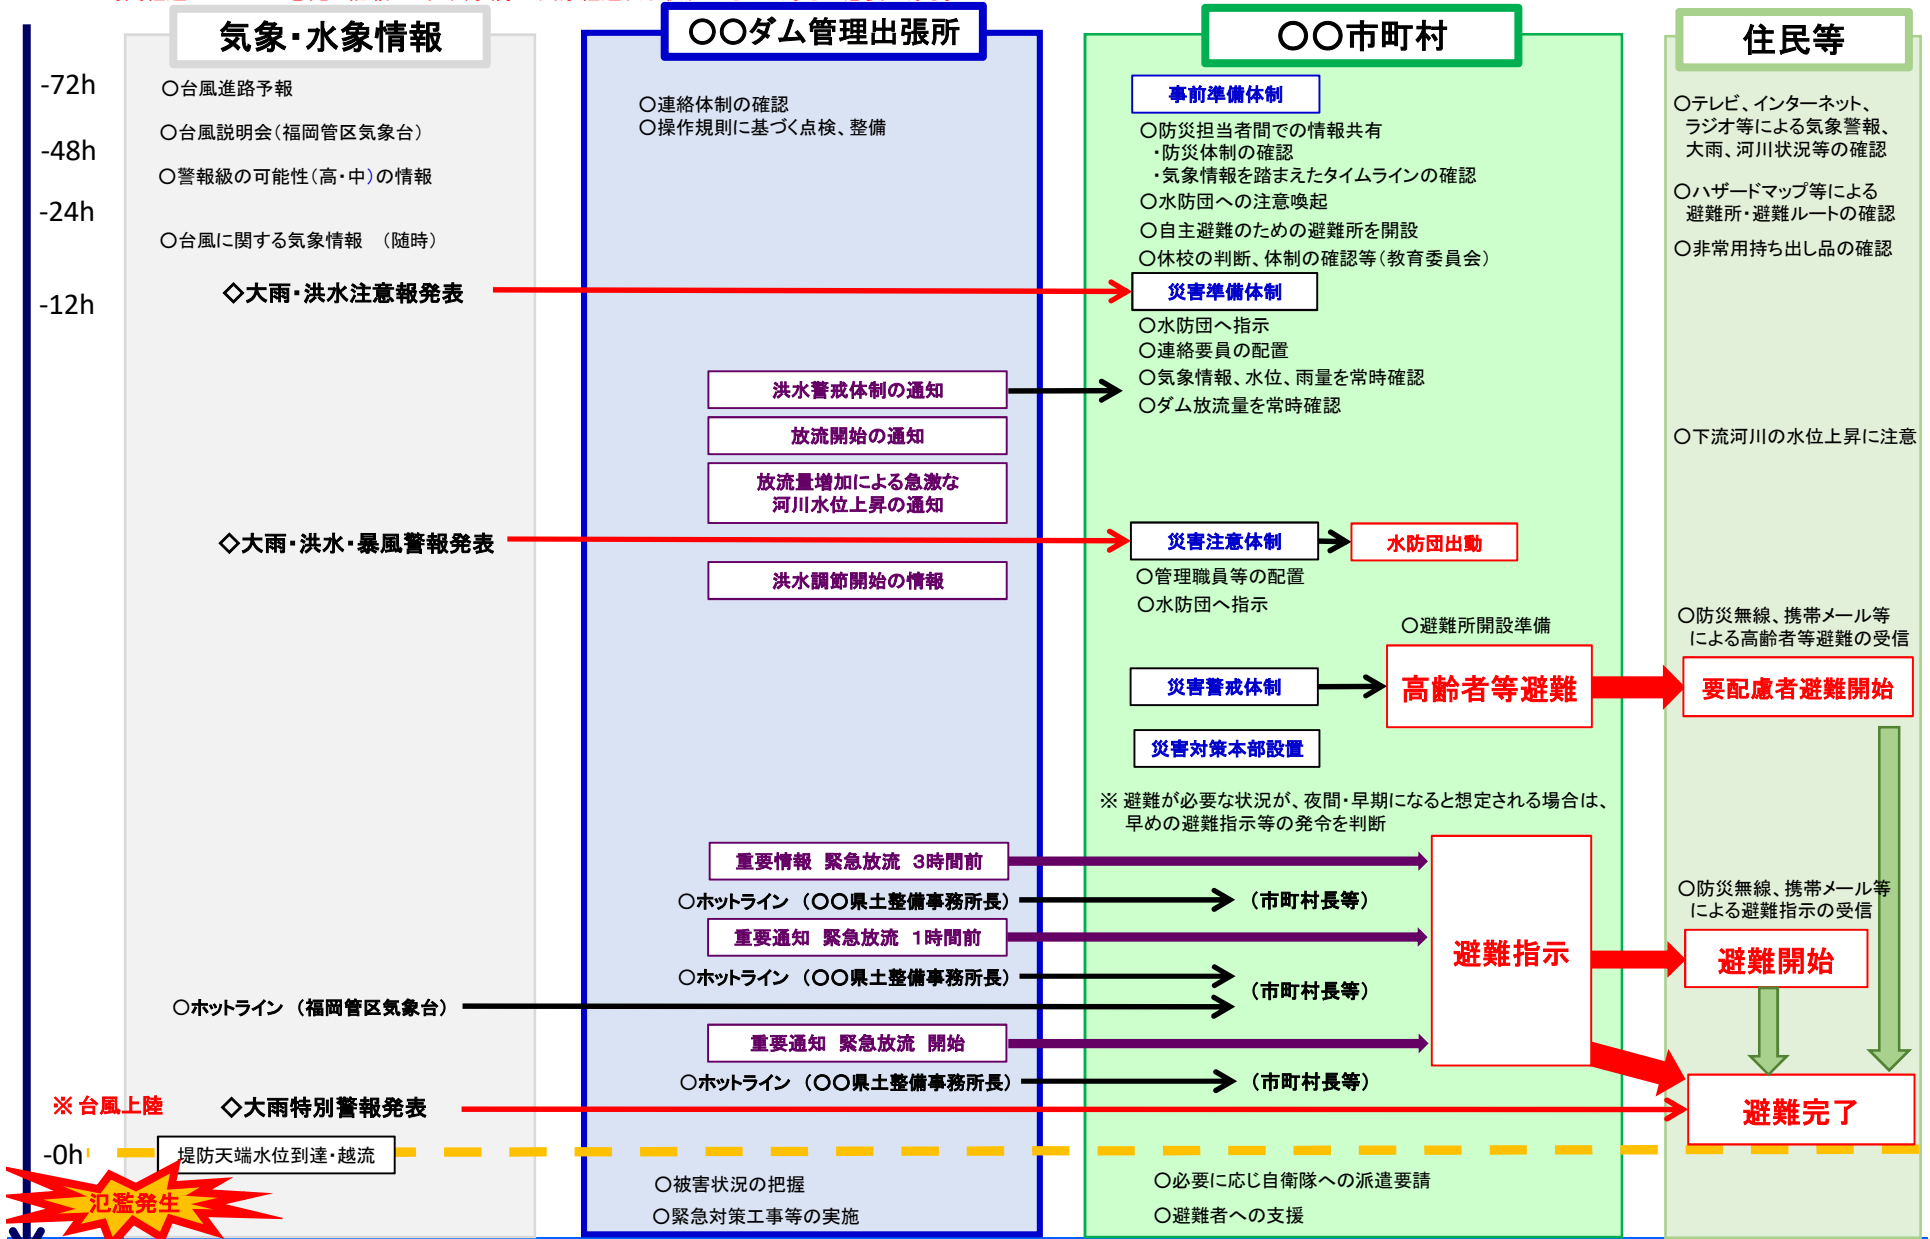 気象・水象情報
〇〇ダム管理出張所
〇〇市町村
住民等
-72h
-48h
-24h
-12h
※ 台風上陸
-0h
氾濫発生
〇台風進路予報
〇台風説明会（福岡管区気象台）
〇警報級の可能性（高・中）の情報
〇台風に関する気象情報　（随時）
◇大雨・洪水注意報発表
◇大雨・洪水・暴風警報発表
〇ホットライン　（福岡管区気象台）
◇大雨特別警報発表
堤防天端水位到達・越流
〇連絡体制の確認
〇操作規則に基づく点検、整備
洪水警戒体制の通知
放流開始の通知
放流量増加による急激な
河川水位上昇の通知
洪水調節開始の情報
重要情報　緊急放流　3時間前
〇ホットライン　（〇〇県土整備事務所長）
重要通知　緊急放流　1時間前
〇ホットライン　（〇〇県土整備事務所長）
重要通知　緊急放流　開始
〇ホットライン　（〇〇県土整備事務所長）
〇被害状況の把握
〇緊急対策工事等の実施
事前準備体制
〇防災担当者間での情報共有
・防災体制の確認
・気象情報を踏まえたタイムラインの確認
〇水防団への注意喚起
〇自主避難のための避難所を開設
〇休校の判断、体制の確認等（教育委員会）
災害準備体制
〇水防団へ指示
〇連絡要員の配置
〇気象情報、水位、雨量を常時確認
〇ダム放流量を常時確認
災害注意体制
水防団出動
〇管理職員等の配置
〇水防団へ指示
〇避難所開設準備
災害警戒体制
高齢者等避難
災害対策本部設置
※ 避難が必要な状況が、夜間・早期になると想定される場合は、
早めの避難指示等の発令を判断
（市町村長等）
避難指示
（市町村長等）
（市町村長等）
〇必要に応じ自衛隊への派遣要請
〇避難者への支援
〇テレビ、インターネット、
ラジオ等による気象警報、
大雨、河川状況等の確認
〇ハザードマップ等による
避難所・避難ルートの確認
〇非常用持ち出し品の確認
〇下流河川の水位上昇に注意
〇防災無線、携帯メール等
による高齢者等避難の受信
要配慮者避難開始
〇防災無線、携帯メール等
による避難指示の受信
避難開始
避難完了